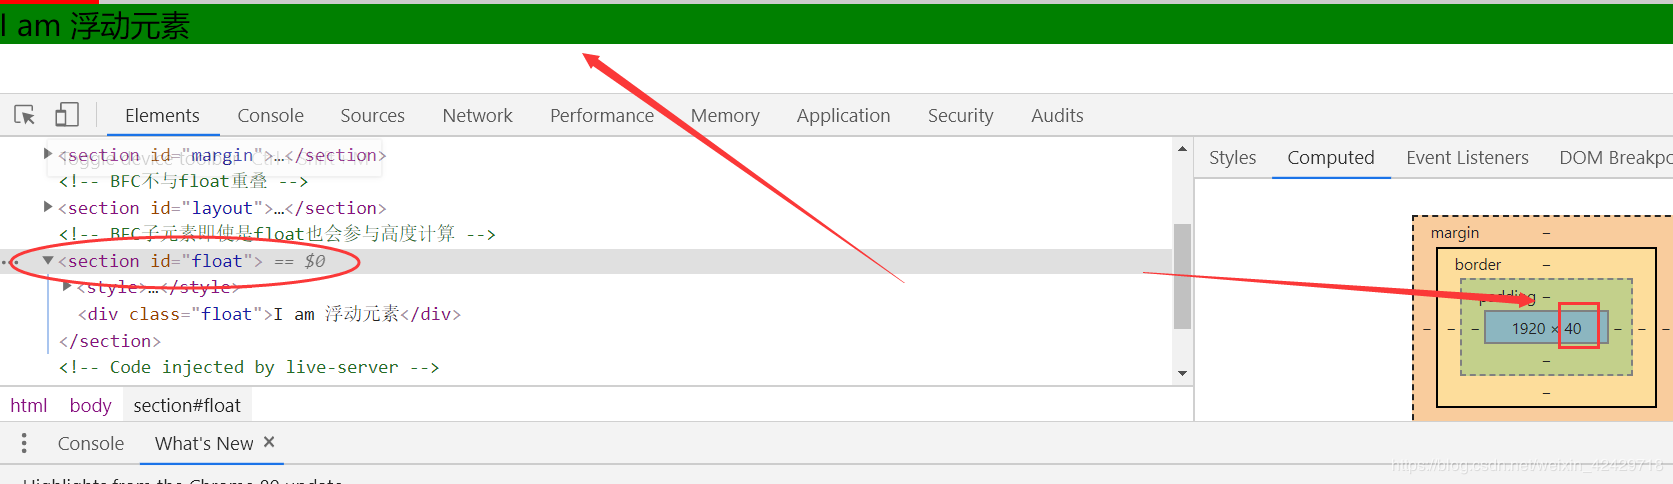 I am 浮动元素
Elements Console Sources Network Performance Memory Application Security Audits
<section id="margin">…</section>
<!-- BFC不与float重叠 -->
<section id="layout">…</section>
<!-- BFC子元素即使是float也会参与高度计算 -->
<section id="float"> == $0
<style>…</style>
<div class="float">I am 浮动元素</div>
</section>
<!-- Code injected by live-server -->
html body section#float
Styles Computed Event Listeners DOM Breakpo
margin –
border –
padding –
– – – 1920 × 40 – – –
–
–
Console What's New ×
Highlights from the Chrome 80 update
https://blog.csdn.net/weixin_42429718